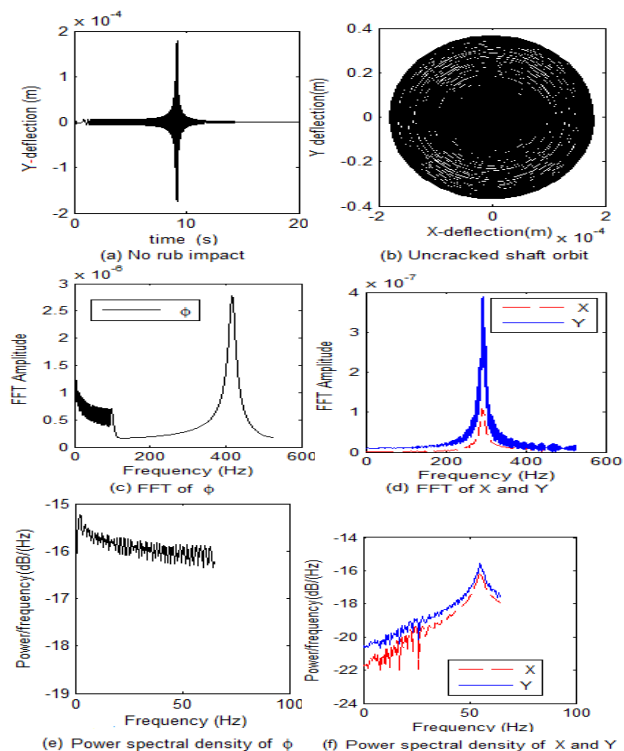 × 10⁻⁴
2
1
0
-1
-2
0
10
20
Y-deflection (m)
time (s)
(a) No rub impact
0.4
0.2
0
-0.2
-0.4
-2
0
2
Y deflection(m)
X-deflection(m) × 10⁻⁴
(b) Uncracked shaft orbit
× 10⁻⁶
3
2.5
2
1.5
1
0.5
0
0
200
400
600
ϕ
FFT Amplitude
Frequency (Hz)
(c) FFT of ϕ
× 10⁻⁷
4
3
2
1
0
0
200
400
600
X
Y
FFT Amplitude
Frequency (Hz)
(d) FFT of X and Y
-15
-16
-17
-18
-19
0
50
100
Power/frequency(dB/(Hz)
Frequency (Hz)
(e) Power spectral density of ϕ
-14
-16
-18
-20
-22
-24
0
50
100
X
Y
Power/frequency(dB/(Hz)
Frequency (Hz)
(f) Power spectral density of X and Y